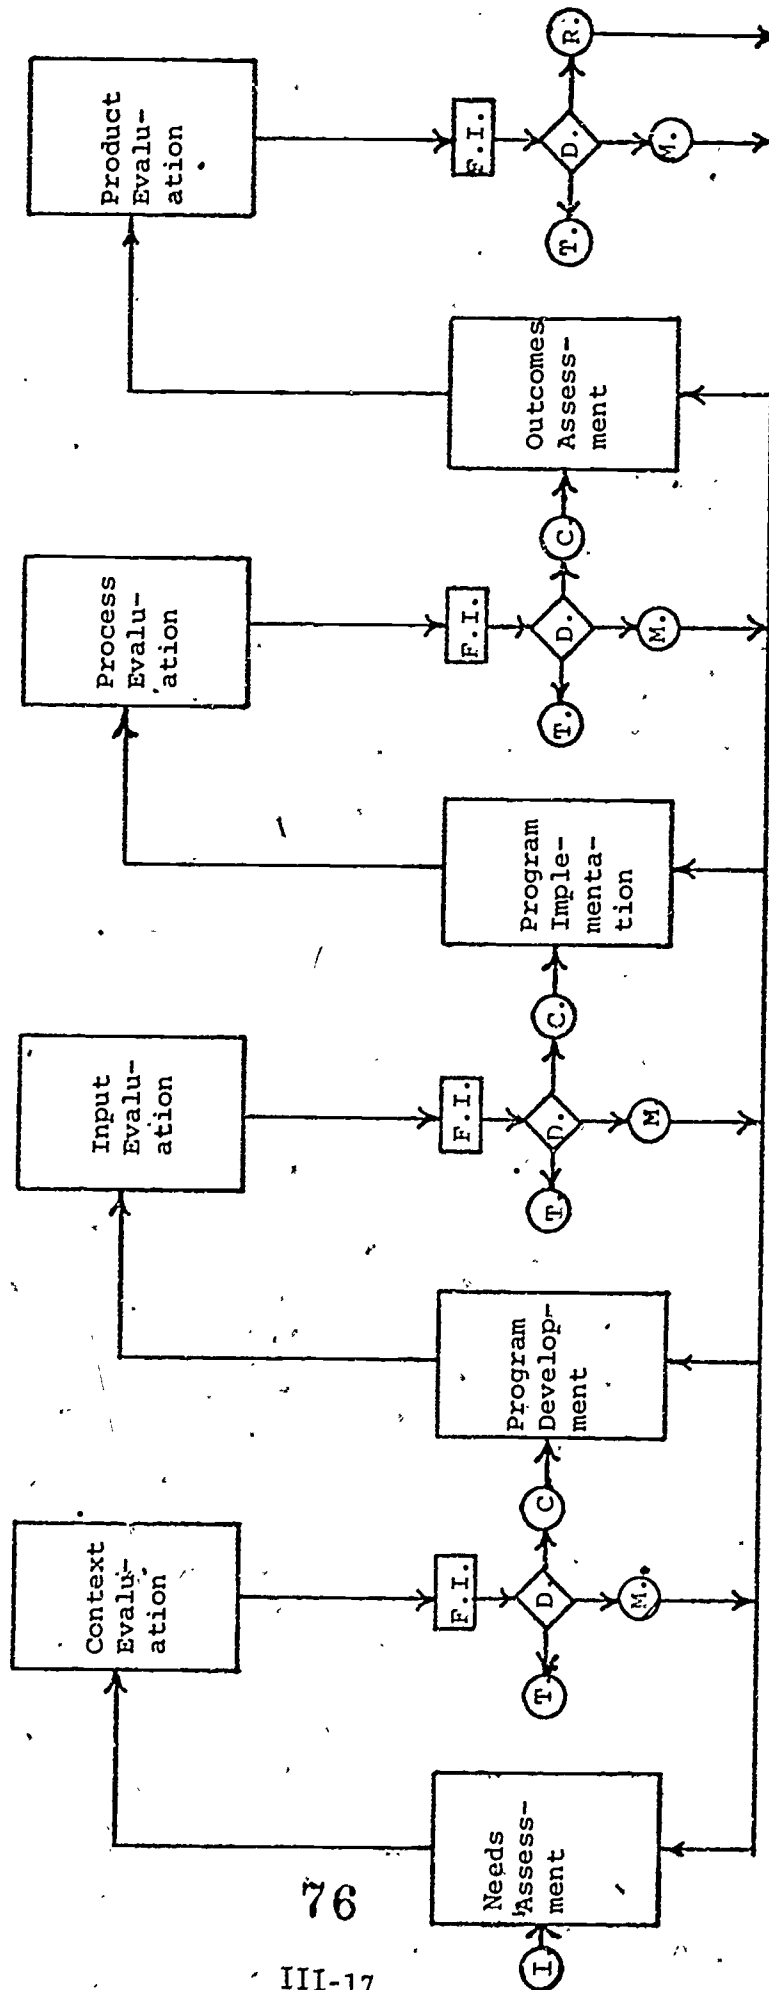 Context
Evalu-
ation
Input
Evalu-
ation
Process
Evalu-
ation
Product
Evalu-
ation
F.I.
F.I.
F.I.
F.I.
I
Needs
Assess-
ment
T
D.
C
Program
Develop-
ment
T
D.
C.
Program
Imple-
menta-
tion
T.
D.
C.
Outcomes
Assess-
ment
T.
D.
R.
M.
M
M.
M.
76
III-17